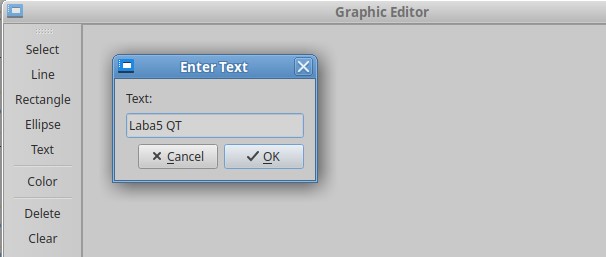 Graphic Editor
Select
Line
Rectangle
Ellipse
Text
Color
Delete
Clear
Enter Text
Text:
Laba5 QT
Cancel
OK